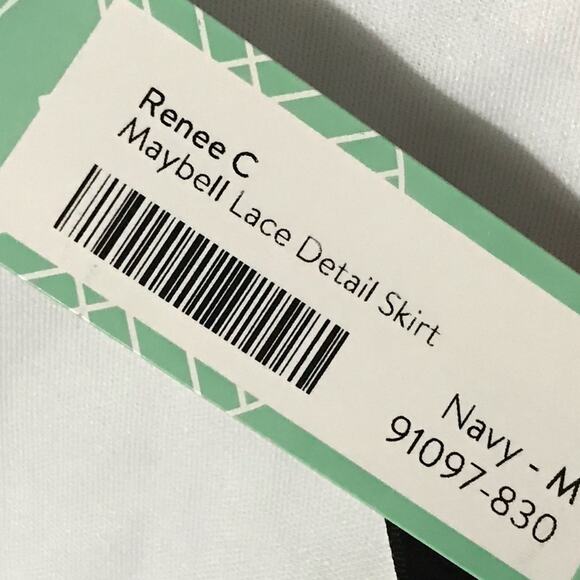 Renee C
Maybell Lace Detail Skirt
Navy - M
91097-830